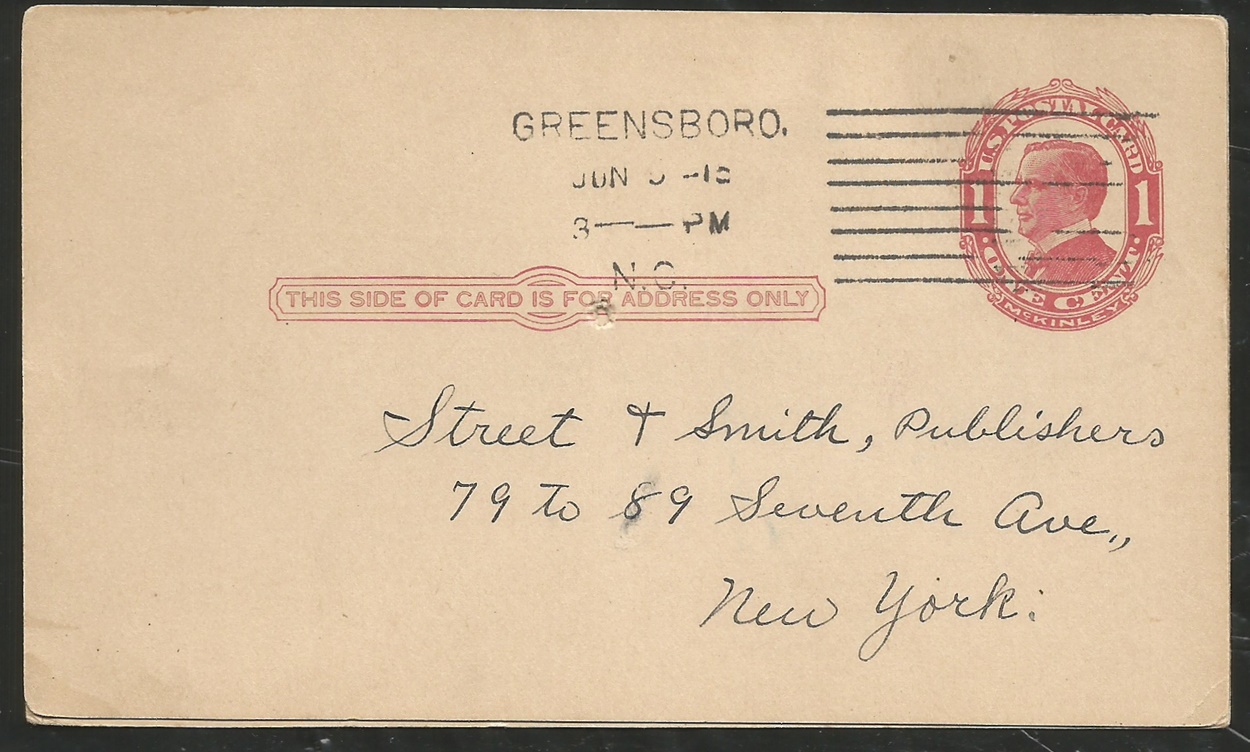 GREENSBORO.
JUN
3 PM
N.C.
U.S. POSTAL CARD
1 1
ONE CENT
McKINLEY
THIS SIDE OF CARD IS FOR ADDRESS ONLY
Street & Smith, Publishers
79 to 89 Seventh Ave.,
New York.